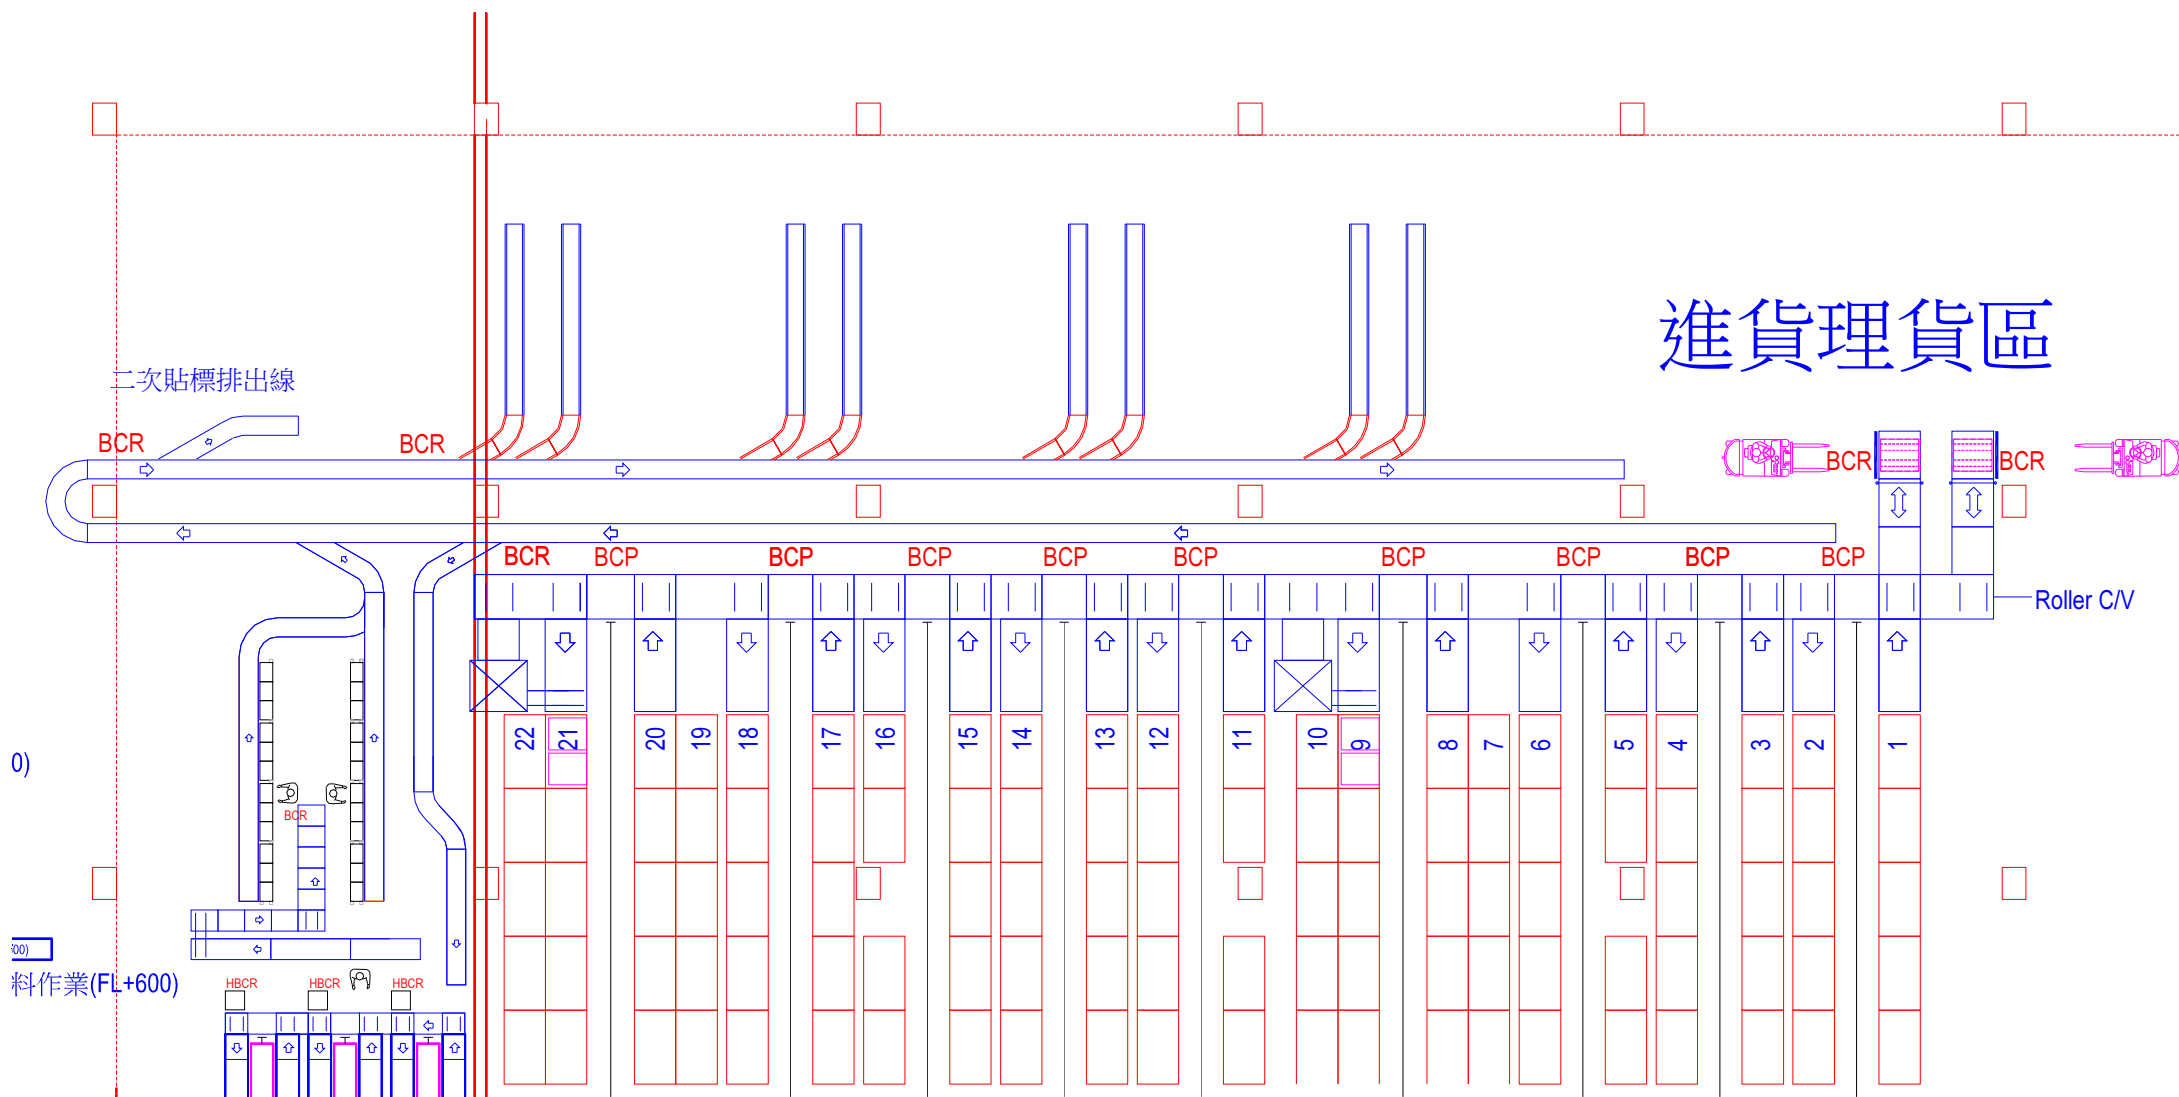 進貨理貨區
二次貼標排出線
BCR
BCR
BCR
BCR
BCR
BCP
BCP
BCP
BCP
BCP
BCP
BCP
BCP
Roller C/V
22
21
20
19
18
17
16
15
14
13
12
11
10
9
8
7
6
5
4
3
2
1
0)
BCR
料作業(FL+600)
HBCR
HBCR
HBCR